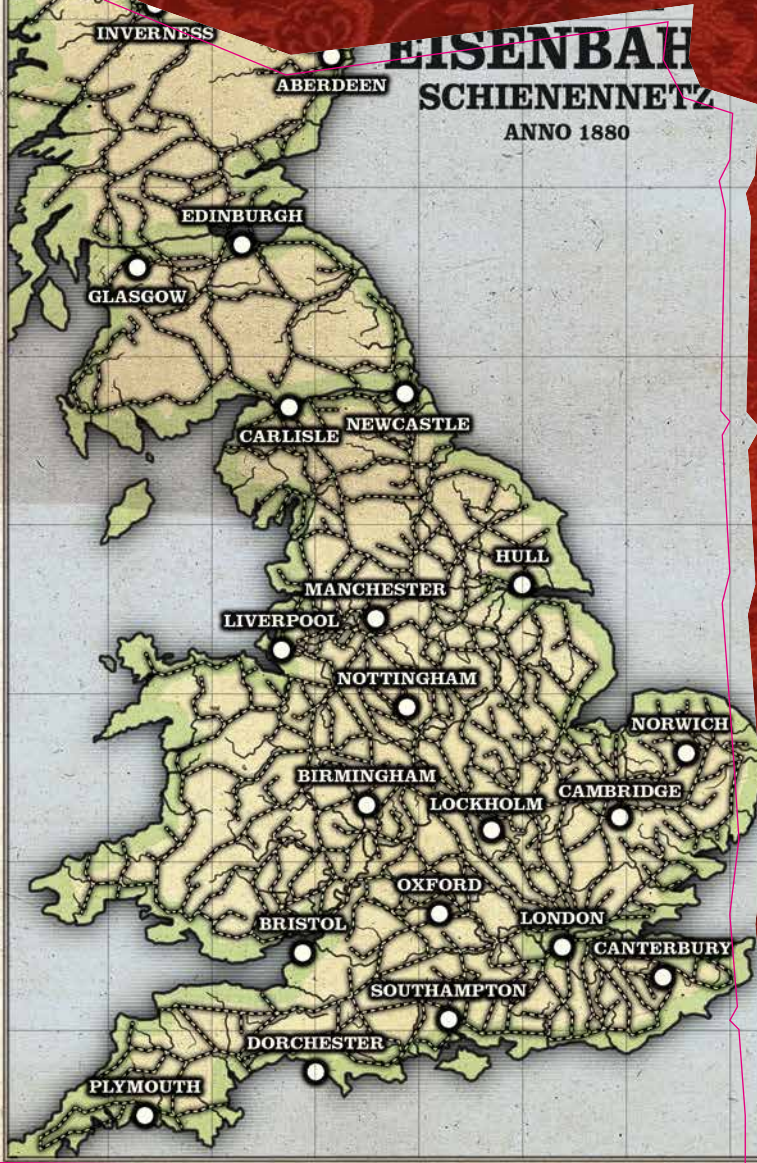 INVERNESS
EISENBAH
ABERDEEN
SCHIENENNETZ
ANNO 1880
EDINBURGH
GLASGOW
NEWCASTLE
CARLISLE
HULL
MANCHESTER
LIVERPOOL
NOTTINGHAM
NORWICH
BIRMINGHAM
CAMBRIDGE
LOCKHOLM
OXFORD
LONDON
BRISTOL
CANTERBURY
SOUTHAMPTON
DORCHESTER
PLYMOUTH